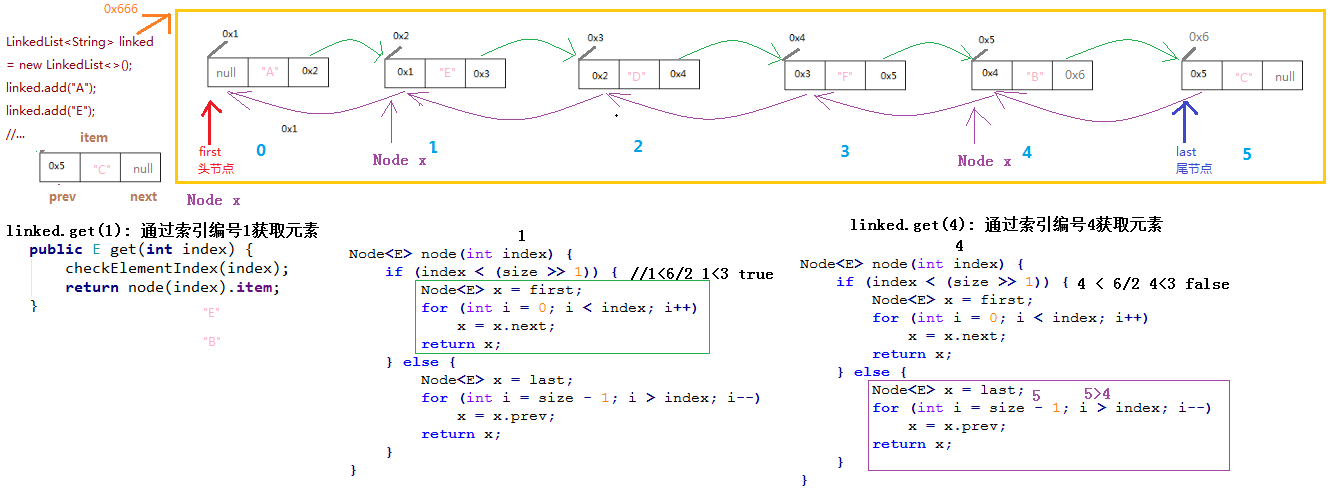 0x666
LinkedList<String> linked
= new LinkedList<>();
linked.add("A");
linked.add("E");
//...
item
0x5 "C" null
prev next
0x1 0x2 0x3 0x4 0x5 0x6
null "A" 0x2
0x1 "E" 0x3
0x2 "D" 0x4
0x3 "F" 0x5
0x4 "B" 0x6
0x5 "C" null
0x1
first
头节点
0
1
2
3
4
5
Node x
Node x
last
尾节点
Node x
linked.get(1): 通过索引编号1获取元素
public E get(int index) {
checkElementIndex(index);
return node(index).item;
}
"E"
"B"
1
Node<E> node(int index) {
if (index < (size >> 1)) { //1<6/2 1<3 true
Node<E> x = first;
for (int i = 0; i < index; i++)
x = x.next;
return x;
} else {
Node<E> x = last;
for (int i = size - 1; i > index; i--)
x = x.prev;
return x;
}
}
linked.get(4): 通过索引编号4获取元素
4
Node<E> node(int index) {
if (index < (size >> 1)) { 4 < 6/2 4<3 false
Node<E> x = first;
for (int i = 0; i < index; i++)
x = x.next;
return x;
} else {
Node<E> x = last; 5 5>4
for (int i = size - 1; i > index; i--)
x = x.prev;
return x;
}
}